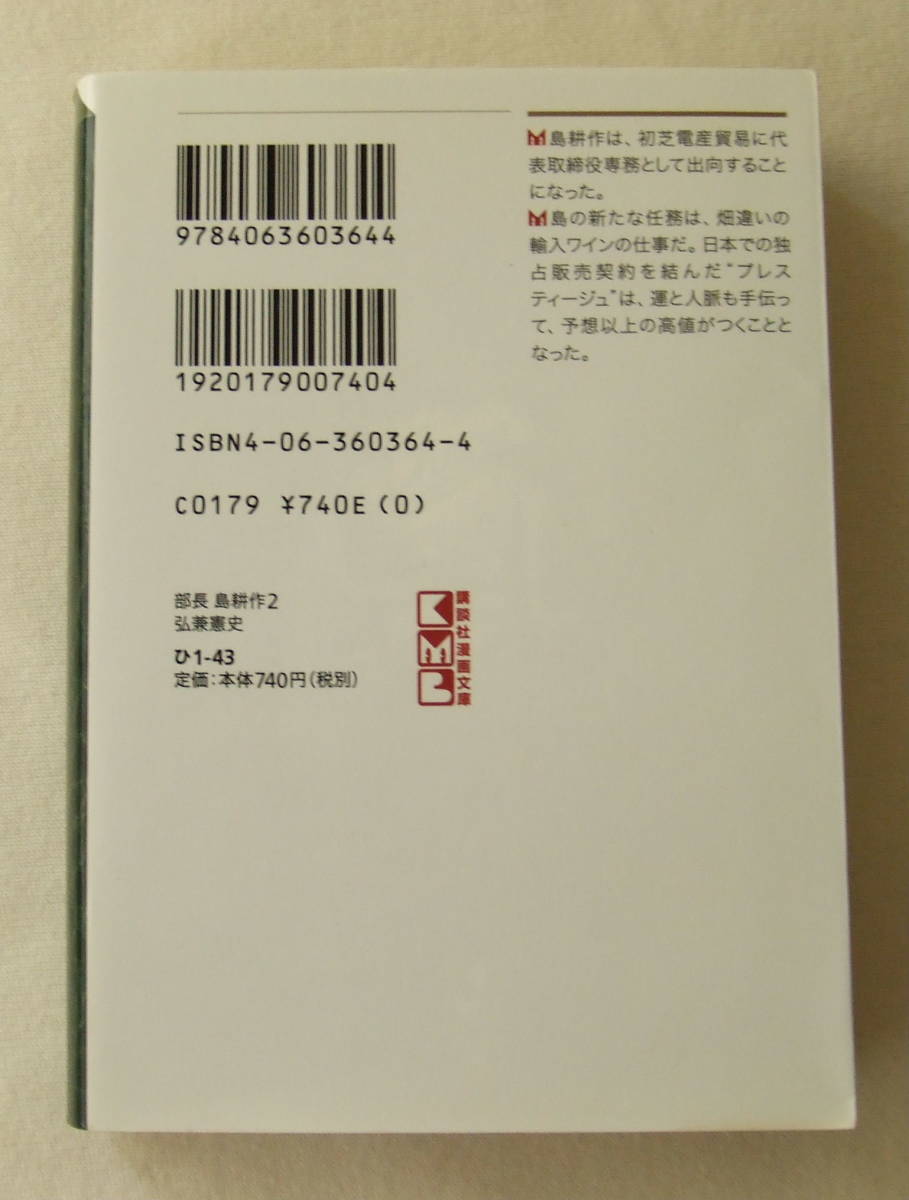 9784063603644
1920179007404
ISBN4-06-360364-4
C0179 ¥740E (0)
部長 島耕作2
弘兼憲史
ひ1-43
定価：本体740円（税別）
講談社漫画文庫
KMB
島耕作は、初芝電産貿易に代
表取締役専務として出向すること
になった。
島の新たな任務は、畑違いの
輸入ワインの仕事だ。日本での独
占販売契約を結んだ“プレス
ティージュ”は、運と人脈も手伝っ
て、予想以上の高値がつくことと
なった。